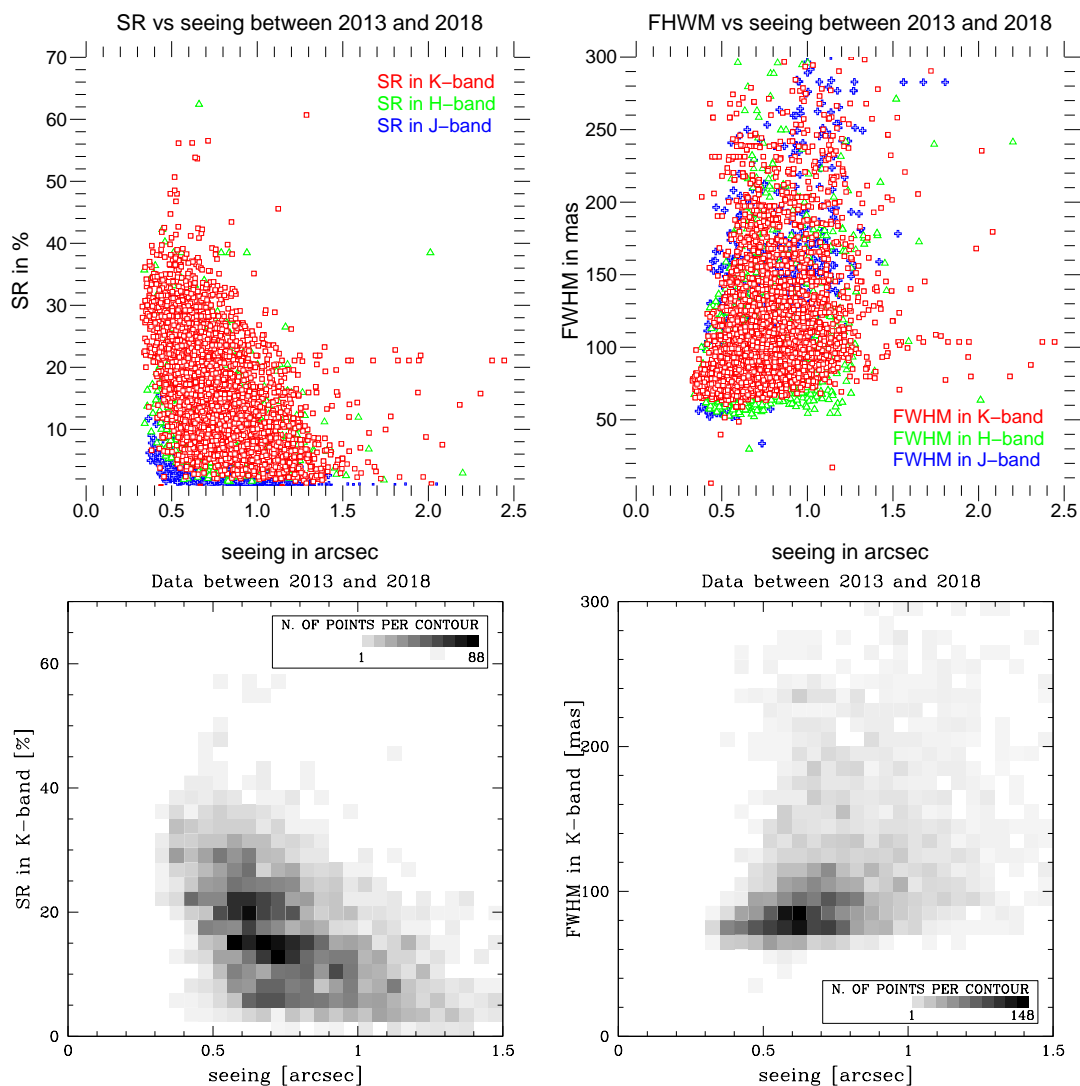 SR vs seeing between 2013 and 2018
70
60
50
40
30
20
10
SR in %
SR in K-band
SR in H-band
SR in J-band
0.0 0.5 1.0 1.5 2.0 2.5
seeing in arcsec
FHWM vs seeing between 2013 and 2018
300
250
200
150
100
50
FWHM in mas
FWHM in K-band
FWHM in H-band
FWHM in J-band
0.0 0.5 1.0 1.5 2.0 2.5
seeing in arcsec
Data between 2013 and 2018
N. OF POINTS PER CONTOUR
1 88
60
40
20
0
SR in K-band [%]
0 0.5 1 1.5
seeing [arcsec]
Data between 2013 and 2018
300
200
100
0
FWHM in K-band [mas]
N. OF POINTS PER CONTOUR
1 148
0 0.5 1 1.5
seeing [arcsec]